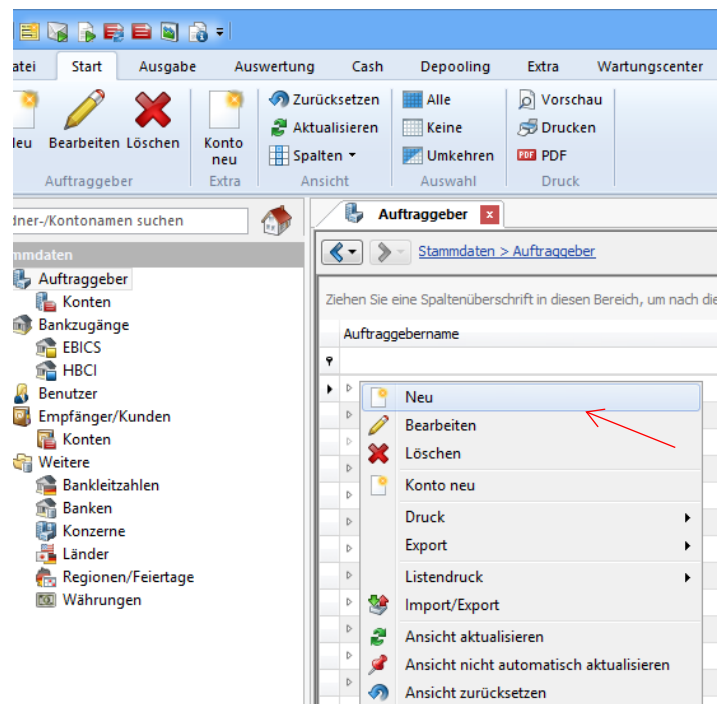 atei Start Ausgabe Auswertung Cash Depooling Extra Wartungscenter
Neu Bearbeiten Löschen Konto neu
Zurücksetzen
Aktualisieren
Spalten
Alle
Keine
Umkehren
Vorschau
Drucken
PDF PDF
Auftraggeber Extra Ansicht Auswahl Druck
dner-/Kontonamen suchen
mmdaten
Auftraggeber
Konten
Bankzugänge
EBICS
HBCI
Benutzer
Empfänger/Kunden
Konten
Weitere
Bankleitzahlen
Banken
Konzerne
Länder
Regionen/Feiertage
Währungen
Auftraggeber x
Stammdaten > Auftraggeber
Ziehen Sie eine Spaltenüberschrift in diesen Bereich, um nach die
Auftraggebername
Neu
Bearbeiten
Löschen
Konto neu
Druck
Export
Listendruck
Import/Export
Ansicht aktualisieren
Ansicht nicht automatisch aktualisieren
Ansicht zurücksetzen